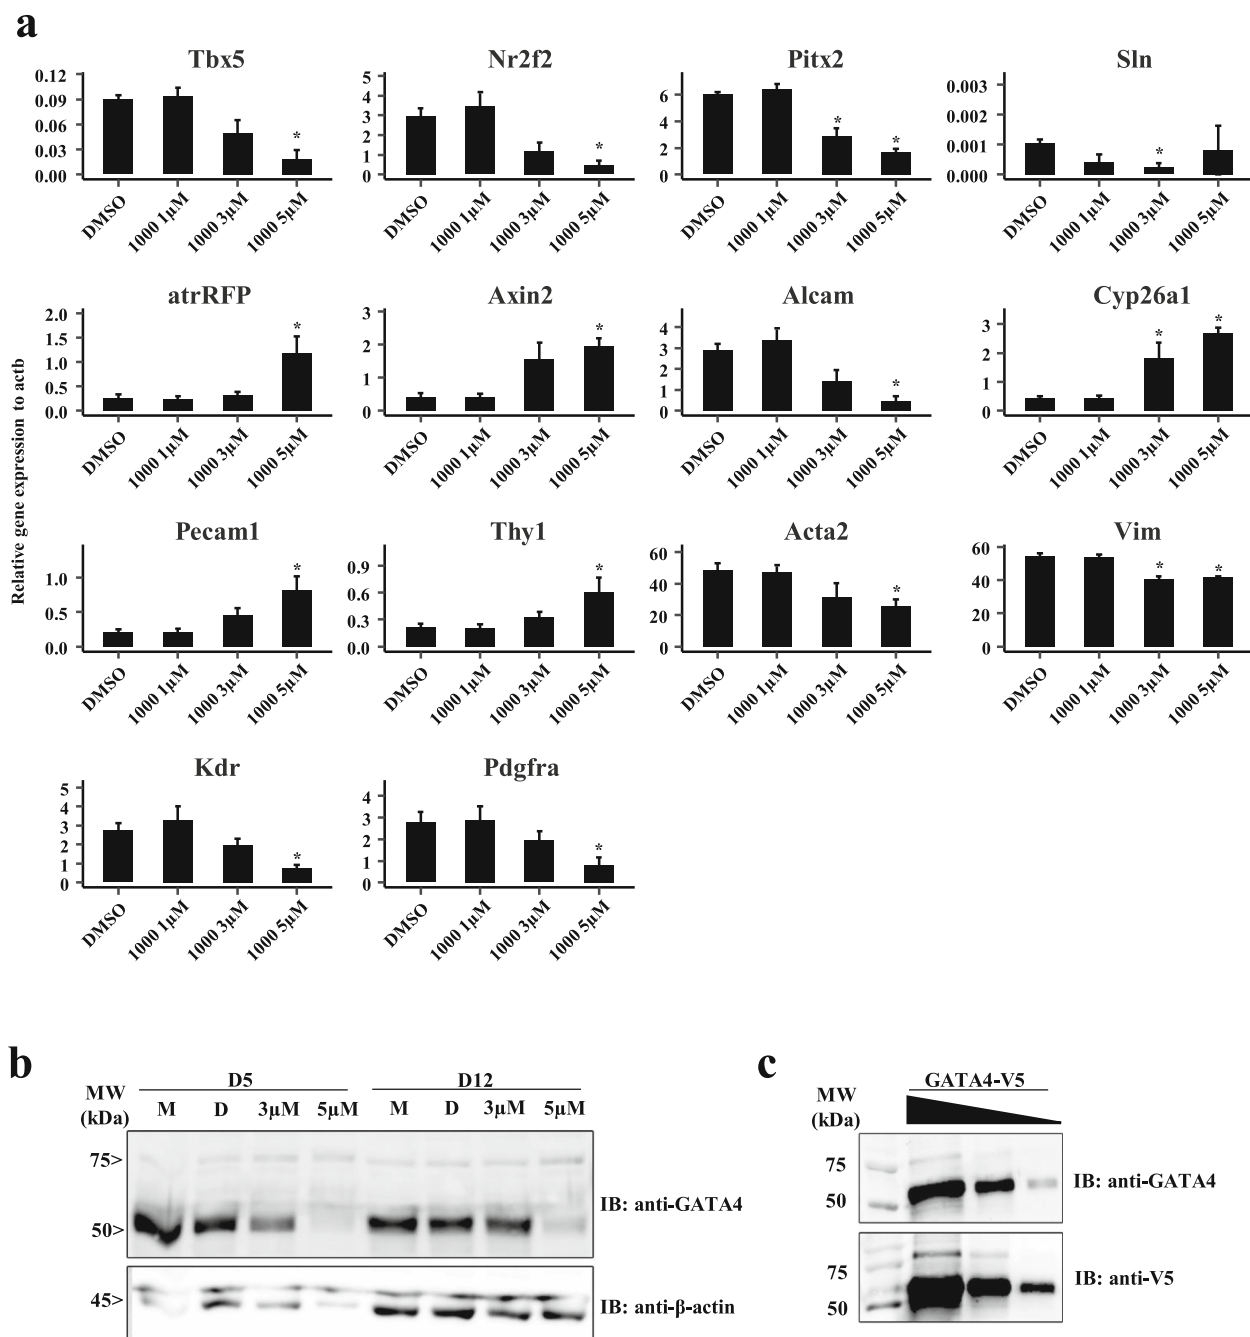 a
Tbx5 Nr2f2 Pitx2 Sln
0.12 0.09 0.06 0.03 0.00
5 4 3 2 1 0
6 4 2 0
0.003 0.002 0.001 0.000
* * * * *
DMSO 1000 1µM 1000 3µM 1000 5µM
DMSO 1000 1µM 1000 3µM 1000 5µM
DMSO 1000 1µM 1000 3µM 1000 5µM
DMSO 1000 1µM 1000 3µM 1000 5µM
Relative gene expression to actb
atrRFP Axin2 Alcam Cyp26a1
2.0 1.5 1.0 0.5 0.0
3 2 1 0
4 3 2 1 0
3 2 1 0
* * * * *
DMSO 1000 1µM 1000 3µM 1000 5µM
DMSO 1000 1µM 1000 3µM 1000 5µM
DMSO 1000 1µM 1000 3µM 1000 5µM
DMSO 1000 1µM 1000 3µM 1000 5µM
Pecam1 Thy1 Acta2 Vim
1.0 0.5 0.0
0.9 0.6 0.3 0.0
60 40 20 0
60 40 20 0
* * * * *
DMSO 1000 1µM 1000 3µM 1000 5µM
DMSO 1000 1µM 1000 3µM 1000 5µM
DMSO 1000 1µM 1000 3µM 1000 5µM
DMSO 1000 1µM 1000 3µM 1000 5µM
Kdr Pdgfra
5 4 3 2 1 0
4 3 2 1 0
* *
DMSO 1000 1µM 1000 3µM 1000 5µM
DMSO 1000 1µM 1000 3µM 1000 5µM
b
MW
(kDa)
D5 D12
M D 3µM 5µM M D 3µM 5µM
75>
50>
IB: anti-GATA4
45>
IB: anti-β-actin
c
GATA4-V5
MW
(kDa)
75
50
IB: anti-GATA4
75
50
IB: anti-V5